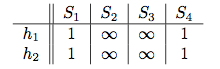 S₁ S₂ S₃ S₄
h₁ 1 ∞ ∞ 1
h₂ 1 ∞ ∞ 1